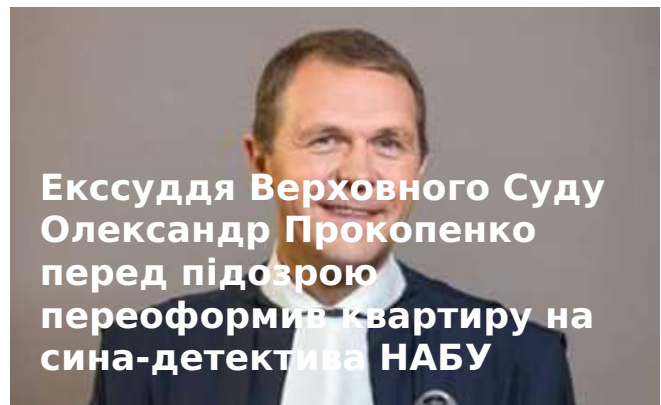 Екссуддя Верховного Суду
Олександр Прокопенко
перед підозрою
переоформив квартиру на
сина-детектива НАБУ